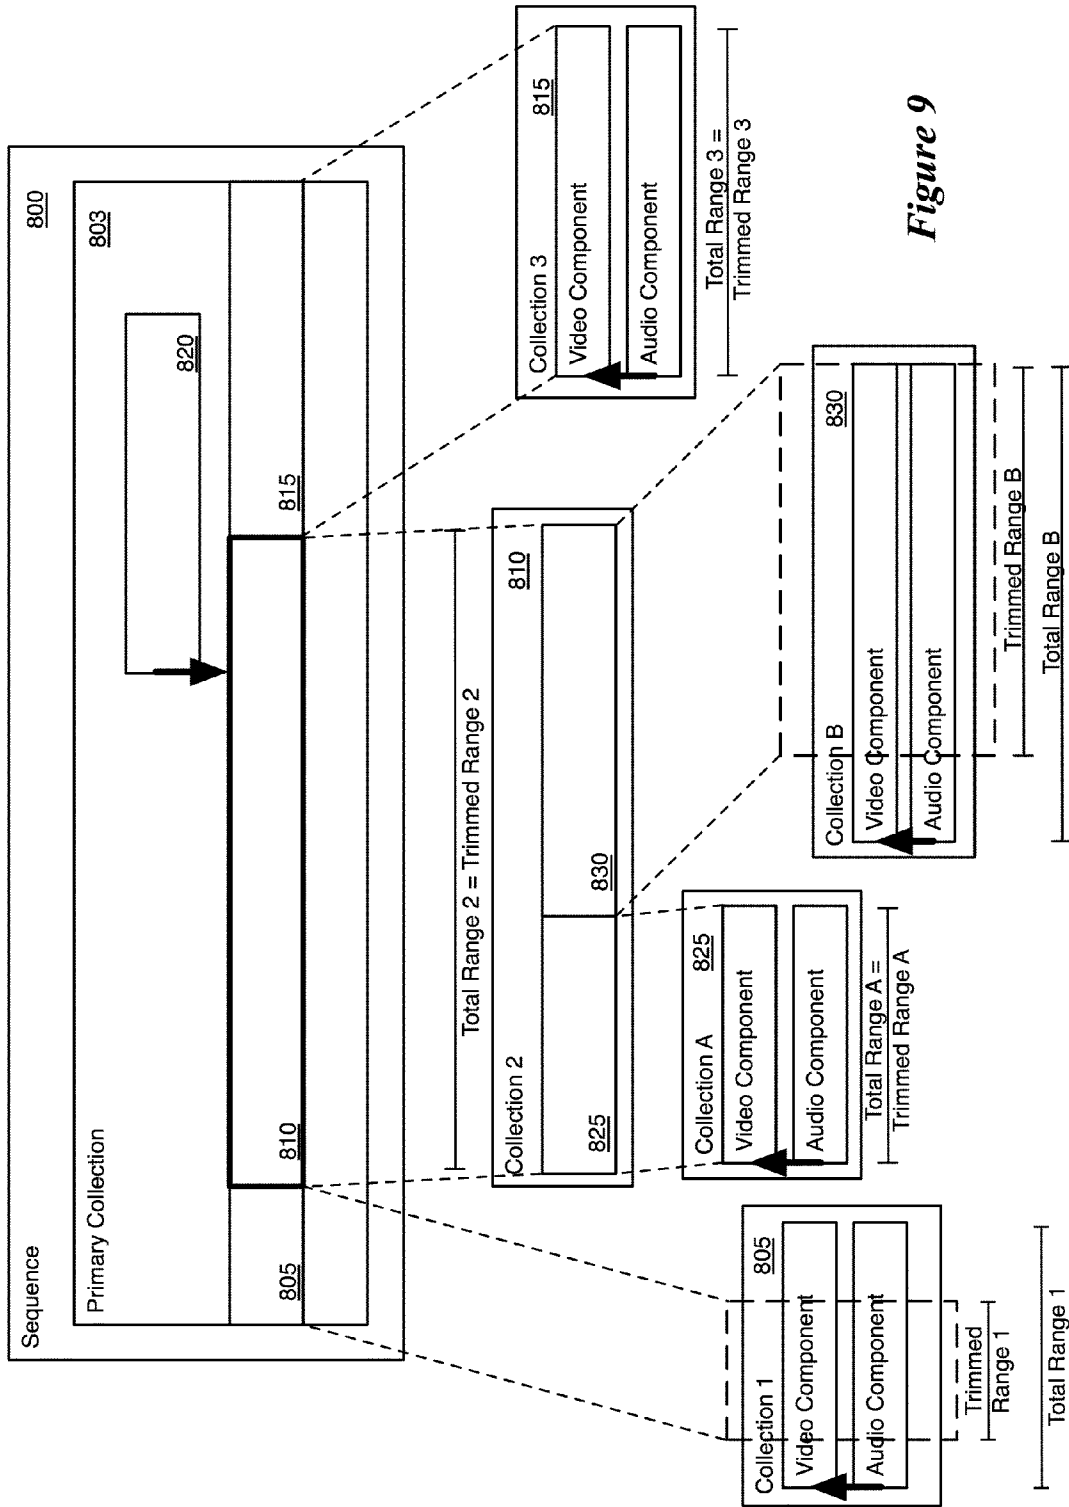 Sequence
800
Primary Collection
803
820
805
810
815
Total Range 2 = Trimmed Range 2
Collection 2
810
825
830
Collection 3
815
Video Component
Audio Component
Total Range 3 =
Trimmed Range 3
Collection A
825
Video Component
Audio Component
Total Range A =
Trimmed Range A
Collection 1
805
Video Component
Audio Component
Trimmed
Range 1
Total Range 1
Collection B
830
Video Component
Audio Component
Trimmed Range B
Total Range B
Figure 9